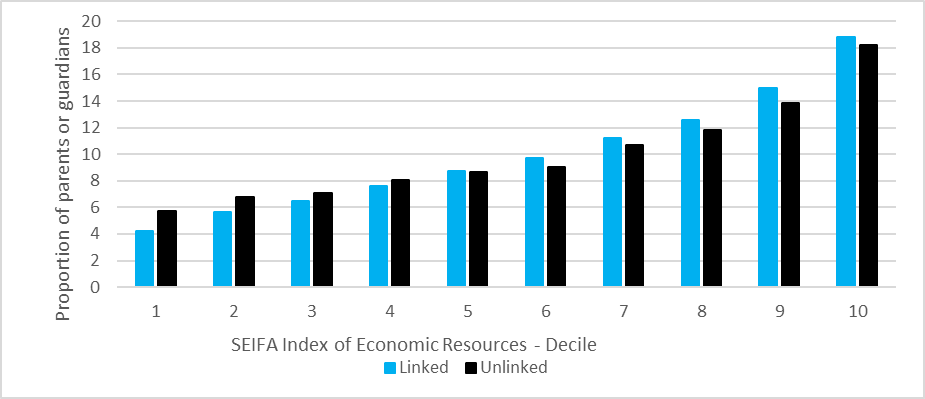 Proportion of parents or guardians
20
18
16
14
12
10
8
6
4
2
0
1 2 3 4 5 6 7 8 9 10
SEIFA Index of Economic Resources - Decile
Linked Unlinked